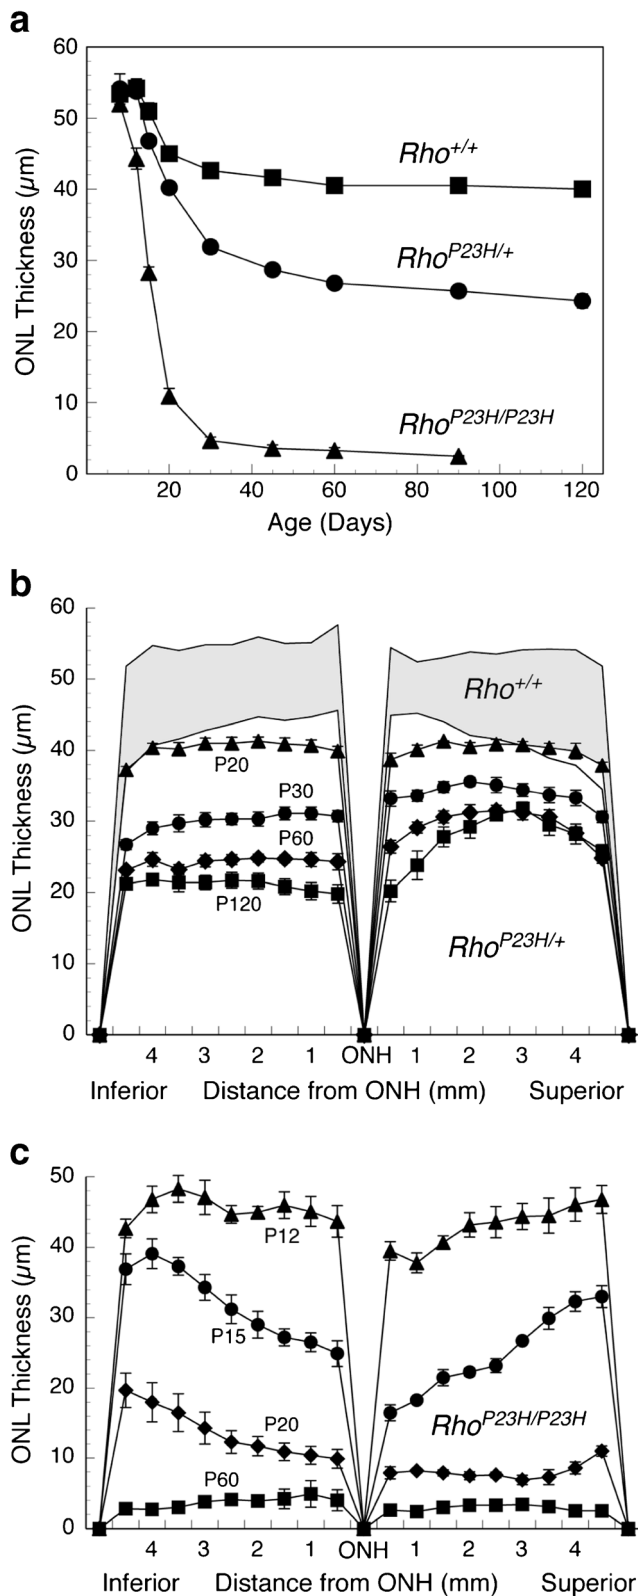 a
60
50
40
30
20
10
0
ONL Thickness (µm)
Rho+/+
RhoP23H/+
RhoP23H/P23H
20 40 60 80 100 120
Age (Days)
b
60
50
40
30
20
10
0
ONL Thickness (µm)
Rho+/+
P20
P30
P60
P120
RhoP23H/+
4 3 2 1 ONH 1 2 3 4
Inferior Distance from ONH (mm) Superior
c
50
40
30
20
10
0
ONL Thickness (µm)
P12
P15
P20
P60
RhoP23H/P23H
4 3 2 1 ONH 1 2 3 4
Inferior Distance from ONH (mm) Superior